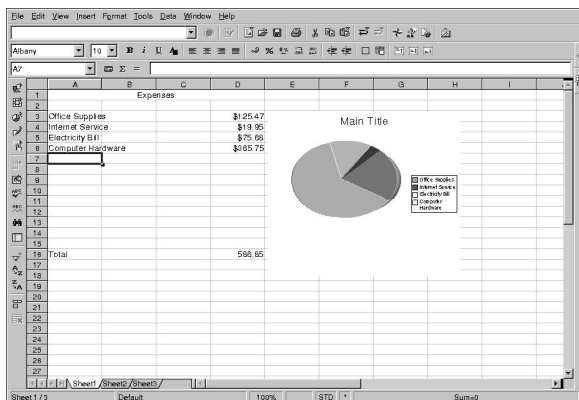 File Edit View Insert Format Tools Data Window Help
Albany 10 B i U A
A7 Σ =
A B C D E F G H I
1 Expenses
2
3 Office Supplies $125.47
4 Internet Service $19.95
5 Electricity Bill $75.68
6 Computer Hardware $365.75
Main Title
Office Supplies
Internet Service
Electricity Bill
Computer
Hardware
7
8
9
10
11
12
13
14
15
16 Total 586.85
17
18
19
20
21
22
23
24
25
26
27
Sheet1 Sheet2 Sheet3
Sheet 1 / 3 Default 100% STD * Sum=0